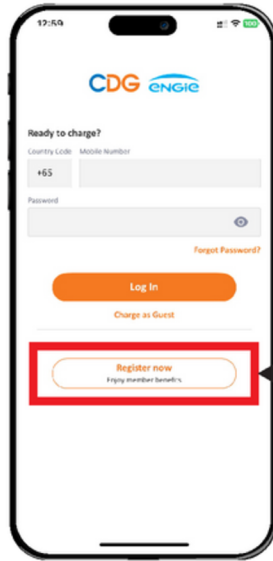 12:59
100
CDG ENGIE
Ready to charge?
Country Code Mobile Number
+65
Password
Forgot Password?
Log In
Charge as Guest
Register now
Enjoy member benefits